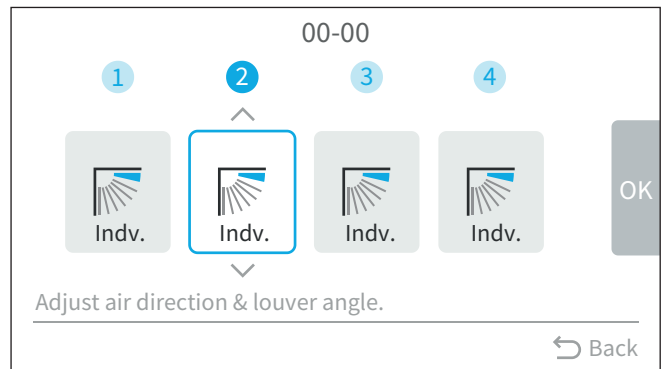 00-00
1 2 3 4
Indv. Indv. Indv. Indv.
OK
Adjust air direction & louver angle.
Back